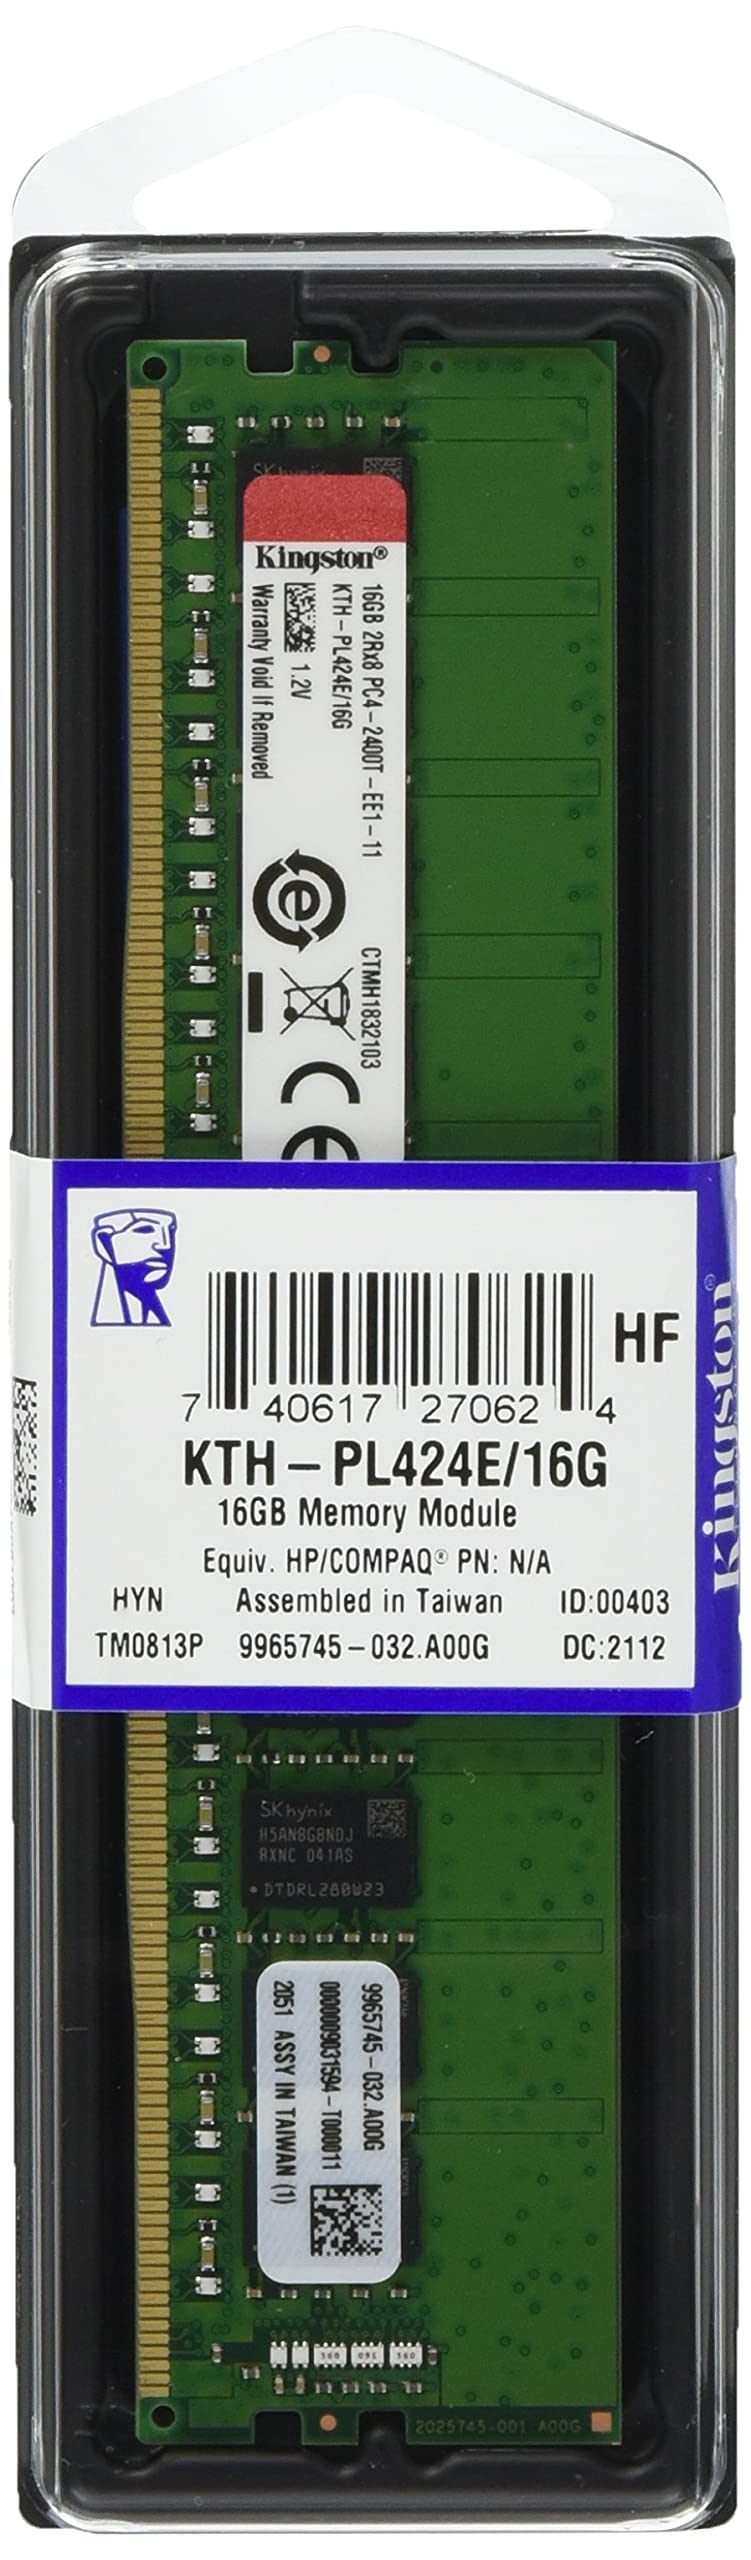 SK hynix
Kingston®
16GB 2Rx8 PC4-2400T-EE1-11
KTH-PL424E/16G
1.2V
Warranty Void If Removed
CTMH1832103
CE
Kingston®
HF
7 40617 27062 4
KTH-PL424E/16G
16GB Memory Module
Equiv. HP/COMPAQ® PN: N/A
HYN Assembled in Taiwan ID:00403
TM0813P 9965745-032.A00G DC:2112
SK hynix
H5AN8G8NDJ
RXNC 041AS
DTDRL280W23
9965745-032.A00G
0000009031594-T000011
2051 ASSY IN TAIWAN (1)
2025745-001 A00G